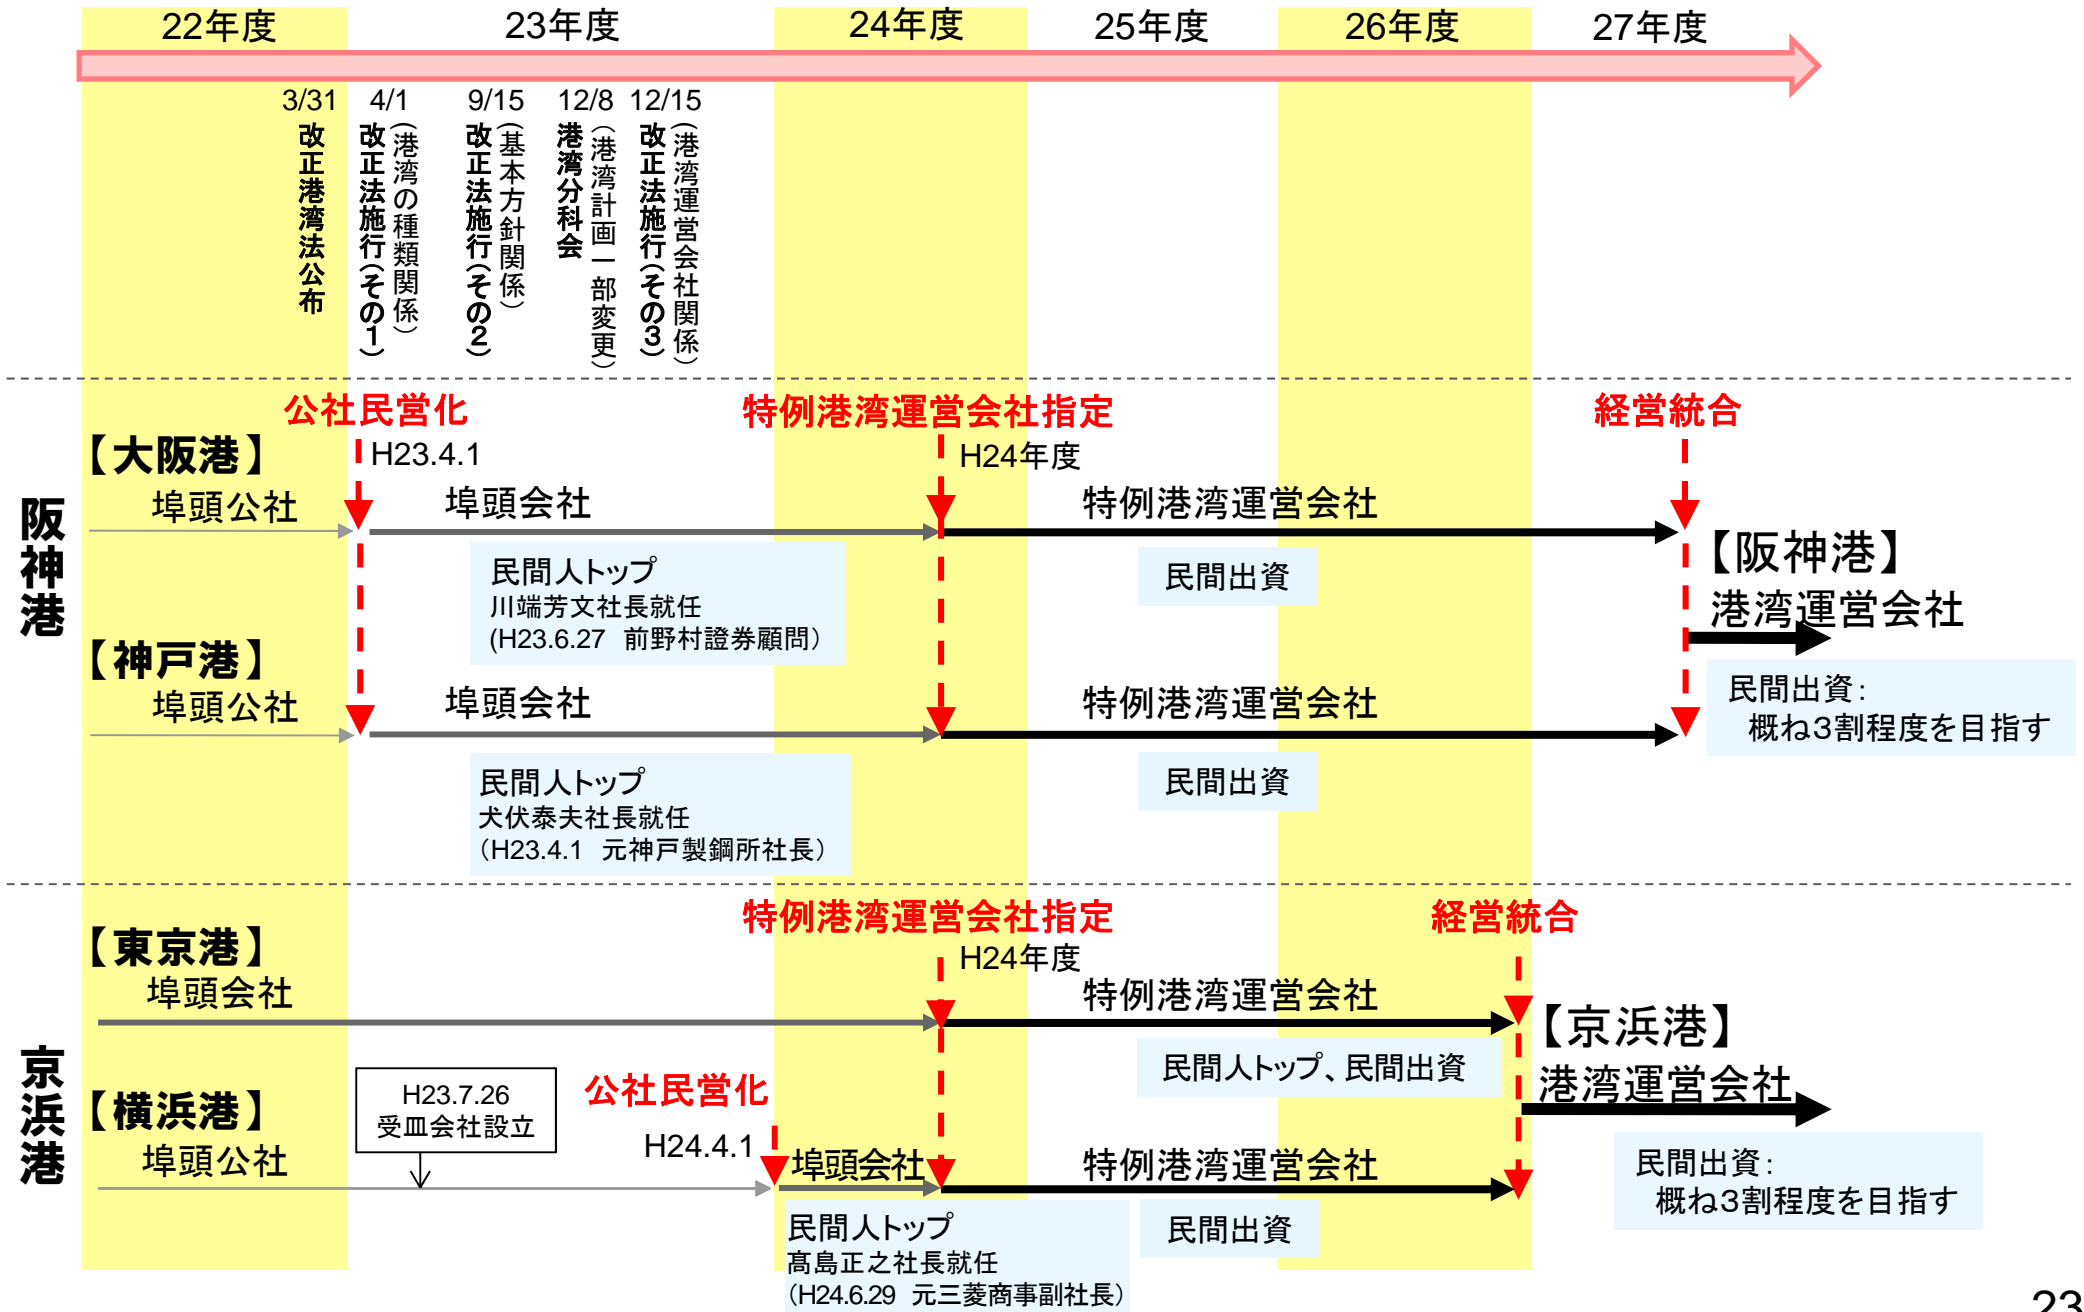 22年度
23年度
24年度
25年度
26年度
27年度
3/31
改正港湾法公布
4/1
改正法施行(その1)
(港湾の種類関係)
9/15
改正法施行(その2)
(基本方針関係)
12/8
港湾分科会
(港湾計画一部変更)
12/15
改正法施行(その3)
(港湾運営会社関係)
阪神港
公社民営化
特例港湾運営会社指定
経営統合
【大阪港】
H23.4.1
H24年度
埠頭公社
埠頭会社
特例港湾運営会社
民間人トップ
川端芳文社長就任
(H23.6.27 前野村證券顧問)
民間出資
【阪神港】
港湾運営会社
【神戸港】
埠頭公社
埠頭会社
特例港湾運営会社
民間出資:
概ね3割程度を目指す
民間人トップ
犬伏泰夫社長就任
(H23.4.1 元神戸製鋼所社長)
民間出資
京浜港
特例港湾運営会社指定
経営統合
【東京港】
H24年度
埠頭会社
特例港湾運営会社
【京浜港】
港湾運営会社
民間人トップ、民間出資
H23.7.26
受皿会社設立
公社民営化
【横浜港】
H24.4.1
埠頭公社
埠頭会社
特例港湾運営会社
民間出資:
概ね3割程度を目指す
民間人トップ
髙島正之社長就任
(H24.6.29 元三菱商事副社長)
民間出資
23